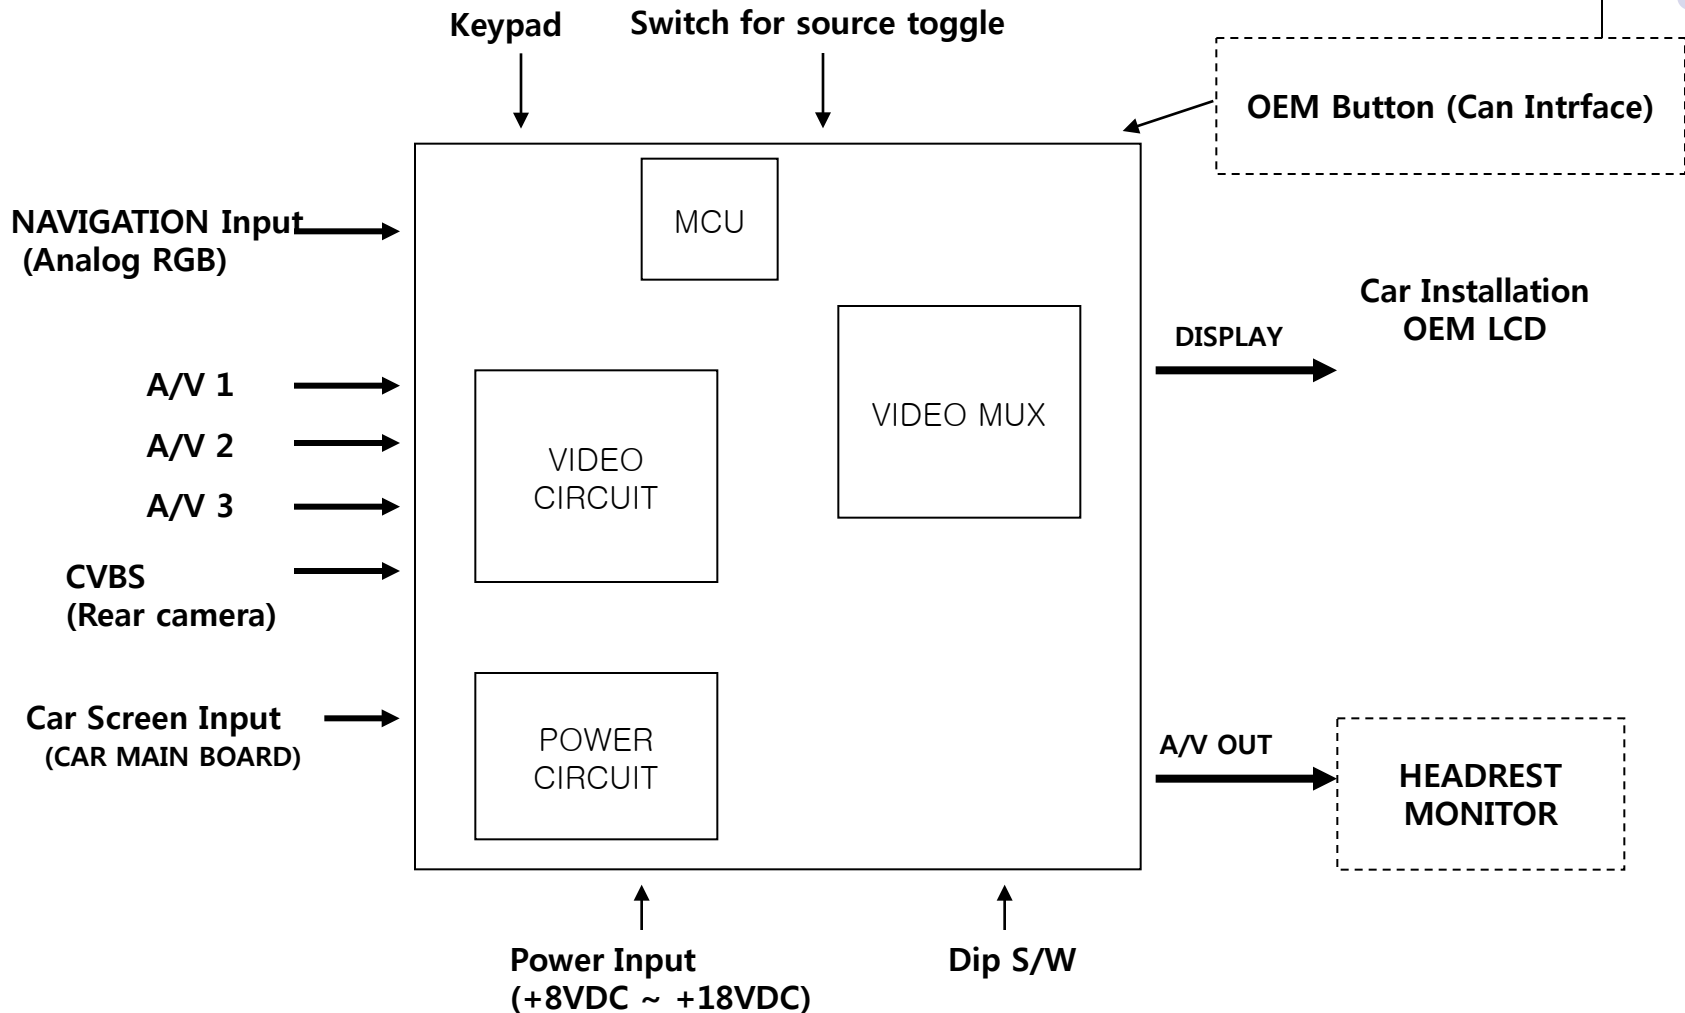 Keypad
Switch for source toggle
OEM Button (Can Intrface)
MCU
NAVIGATION Input
(Analog RGB)
Car Installation
OEM LCD
DISPLAY
A/V 1
A/V 2
A/V 3
VIDEO MUX
VIDEO
CIRCUIT
CVBS
(Rear camera)
Car Screen Input
(CAR MAIN BOARD)
POWER
CIRCUIT
A/V OUT
HEADREST
MONITOR
Power Input
(+8VDC ~ +18VDC)
Dip S/W